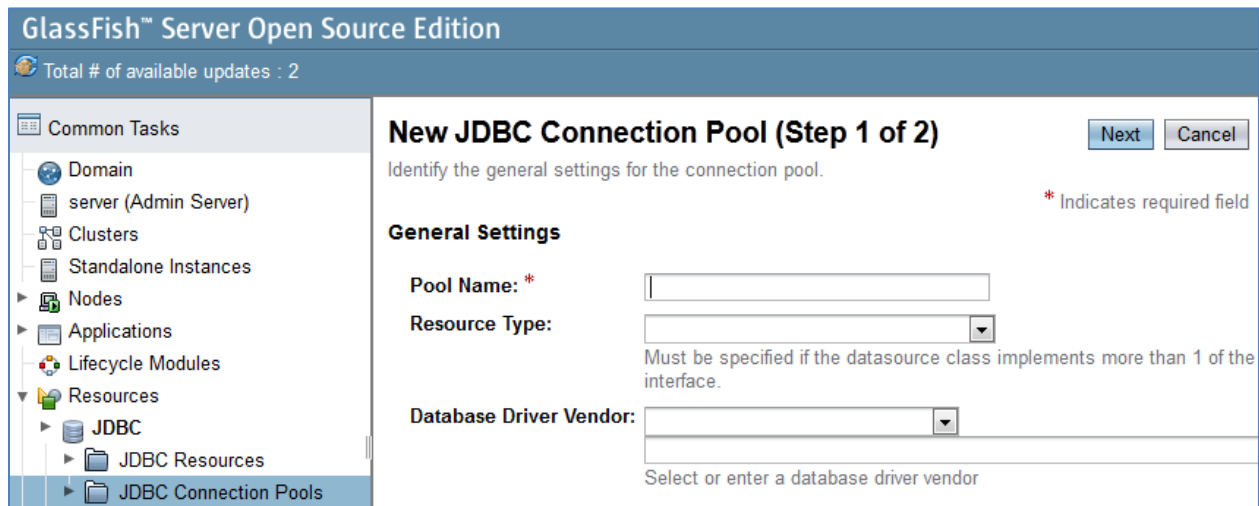 GlassFish™ Server Open Source Edition
Total # of available updates : 2
Common Tasks
Domain
server (Admin Server)
Clusters
Standalone Instances
Nodes
Applications
Lifecycle Modules
Resources
JDBC
JDBC Resources
JDBC Connection Pools
New JDBC Connection Pool (Step 1 of 2)
Next
Cancel
Identify the general settings for the connection pool.
* Indicates required field
General Settings
Pool Name: *
Resource Type:
Must be specified if the datasource class implements more than 1 of the
interface.
Database Driver Vendor:
Select or enter a database driver vendor